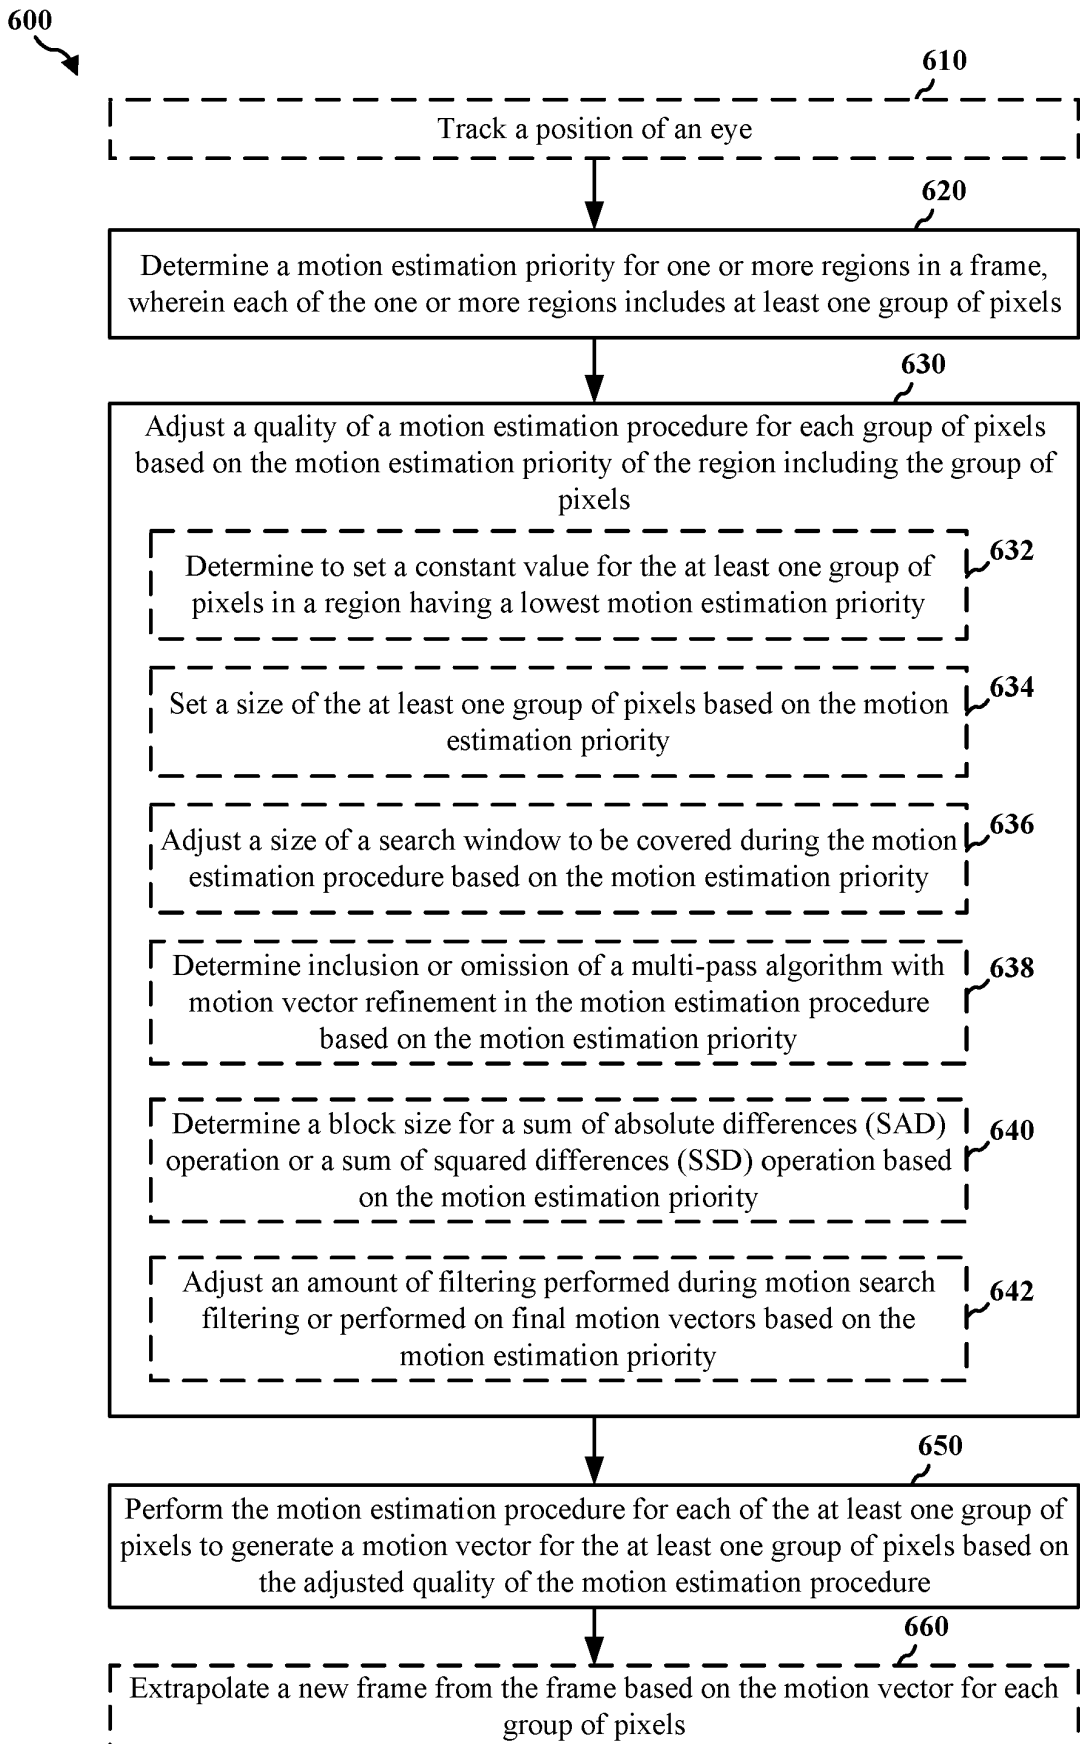 600
610
Track a position of an eye
620
Determine a motion estimation priority for one or more regions in a frame,
wherein each of the one or more regions includes at least one group of pixels
630
Adjust a quality of a motion estimation procedure for each group of pixels
based on the motion estimation priority of the region including the group of
pixels
632
Determine to set a constant value for the at least one group of
pixels in a region having a lowest motion estimation priority
634
Set a size of the at least one group of pixels based on the motion
estimation priority
636
Adjust a size of a search window to be covered during the motion
estimation procedure based on the motion estimation priority
638
Determine inclusion or omission of a multi-pass algorithm with
motion vector refinement in the motion estimation procedure
based on the motion estimation priority
640
Determine a block size for a sum of absolute differences (SAD)
operation or a sum of squared differences (SSD) operation based
on the motion estimation priority
642
Adjust an amount of filtering performed during motion search
filtering or performed on final motion vectors based on the
motion estimation priority
650
Perform the motion estimation procedure for each of the at least one group of
pixels to generate a motion vector for the at least one group of pixels based on
the adjusted quality of the motion estimation procedure
660
Extrapolate a new frame from the frame based on the motion vector for each
group of pixels